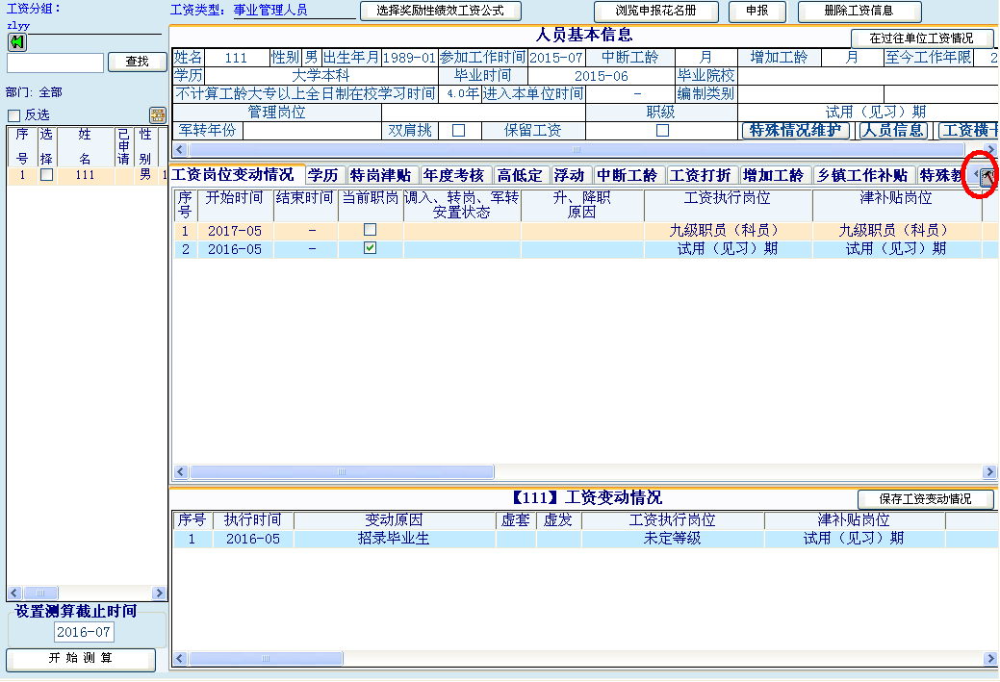 工资分组:
zlyy
查找
部门: 全部
反选
序号 选择 姓名 已申请 性别
1 111 男 1
设置测算截止时间
2016-07
开 始 测 算
工资类型: 事业管理人员 选择奖励性绩效工资公式 浏览申报花名册 申报 删除工资信息
人员基本信息 在过往单位工资情况
姓名 111 性别 男 出生年月 1989-01 参加工作时间 2015-07 中断工龄 月 增加工龄 月 至今工作年限 2
学历 大学本科 毕业时间 2015-06 毕业院校
不计算工龄大专以上全日制在校学习时间 4.0年 进入本单位时间 - 编制类别
管理岗位 职级 试用（见习）期
军转年份 双肩挑 保留工资 特殊情况维护 人员信息 工资横卡
工资岗位变动情况 学历 特岗津贴 年度考核 高低定 浮动 中断工龄 工资打折 增加工龄 乡镇工作补贴 特殊教
序号 开始时间 结束时间 当前职岗 调入、转岗、军转安置状态 升、降职原因 工资执行岗位 津补贴岗位
1 2017-05 - 九级职员（科员） 九级职员（科员）
2 2016-05 - 试用（见习）期 试用（见习）期
【111】工资变动情况 保存工资变动情况
序号 执行时间 变动原因 虚套 虚发 工资执行岗位 津补贴岗位
1 2016-05 招录毕业生 未定等级 试用（见习）期